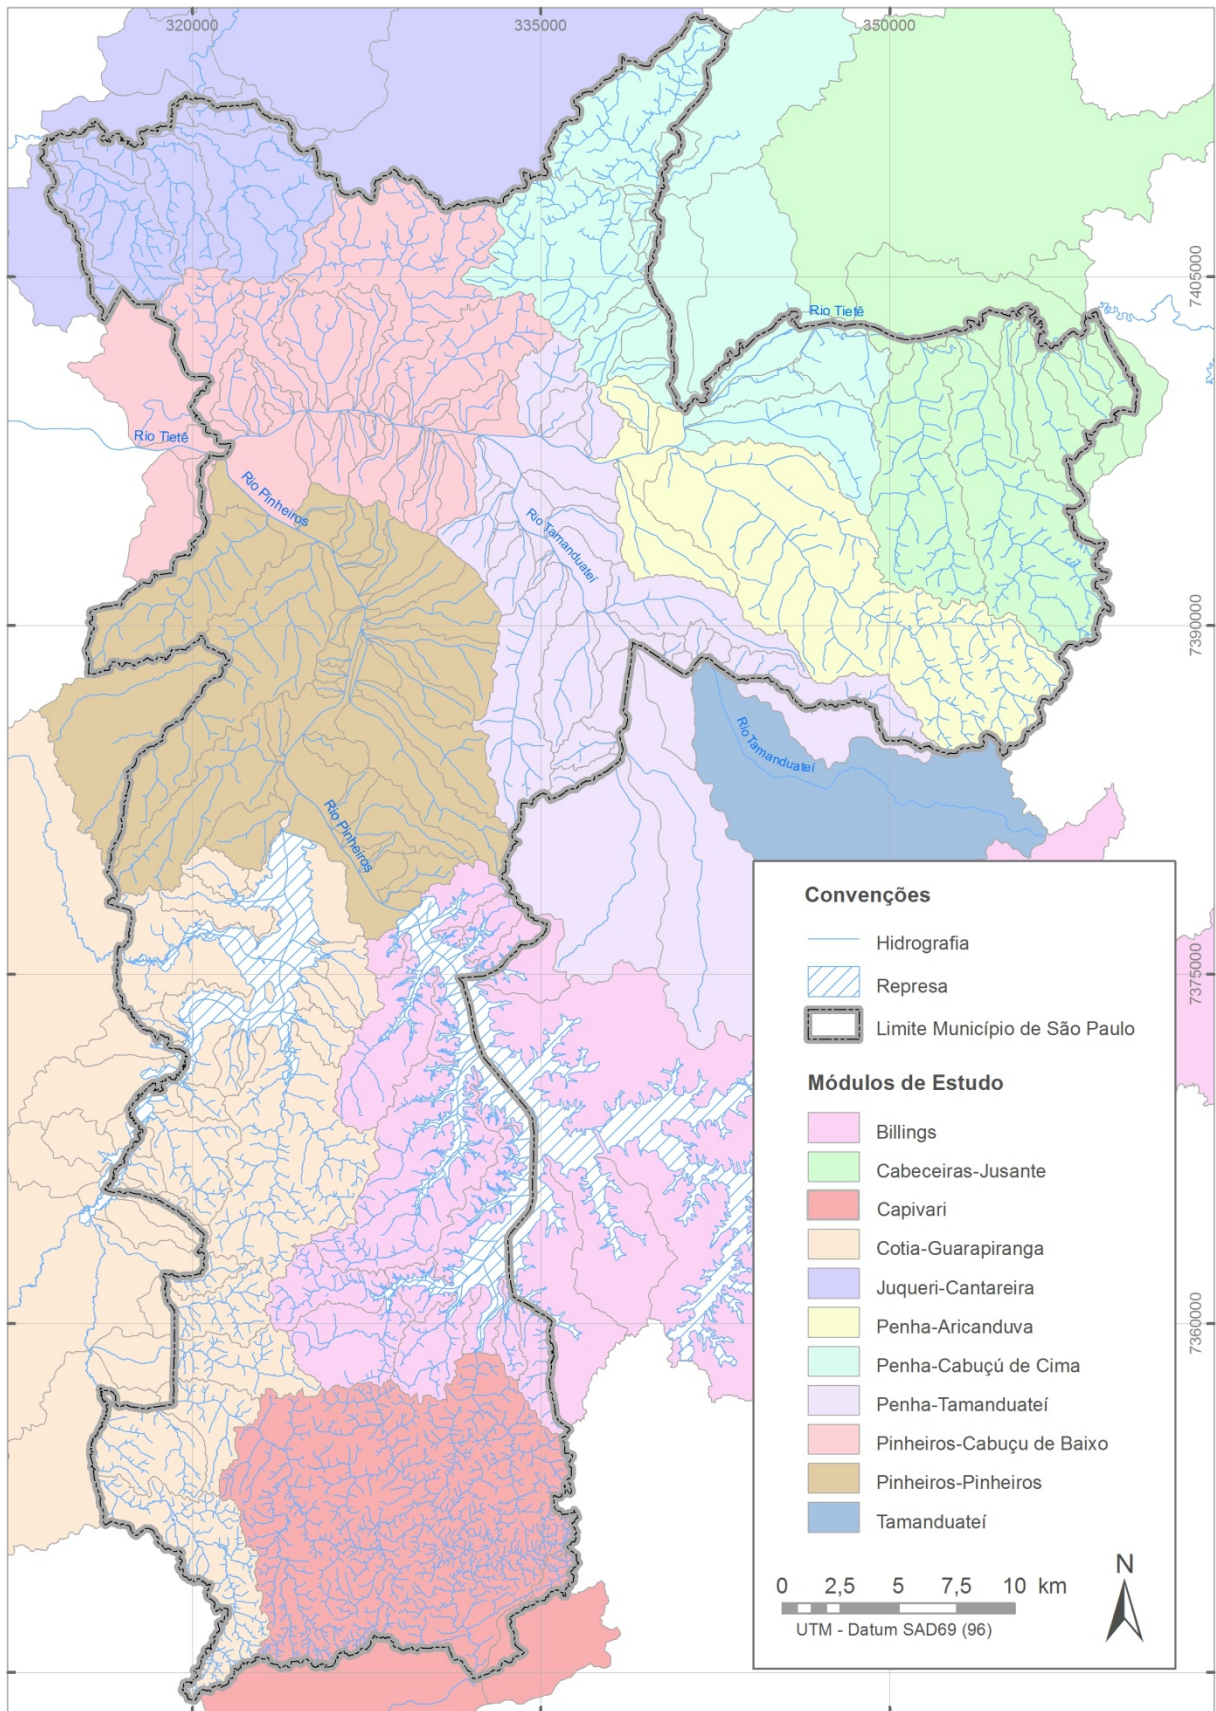 320000
335000
350000
7405000
Rio Tietê
Rio Tietê
Rio Pinheiros
Rio Tamanduateí
7390000
Rio Tamanduateí
Rio Pinheiros
Convenções
Hidrografia
Represa
7375000
Limite Município de São Paulo
Módulos de Estudo
Billings
Cabeceiras-Jusante
Capivari
Cotia-Guarapiranga
Juqueri-Cantareira
7360000
Penha-Aricanduva
Penha-Cabuçú de Cima
Penha-Tamanduateí
Pinheiros-Cabuçu de Baixo
Pinheiros-Pinheiros
Tamanduateí
N
0 2,5 5 7,5 10 km
UTM - Datum SAD69 (96)